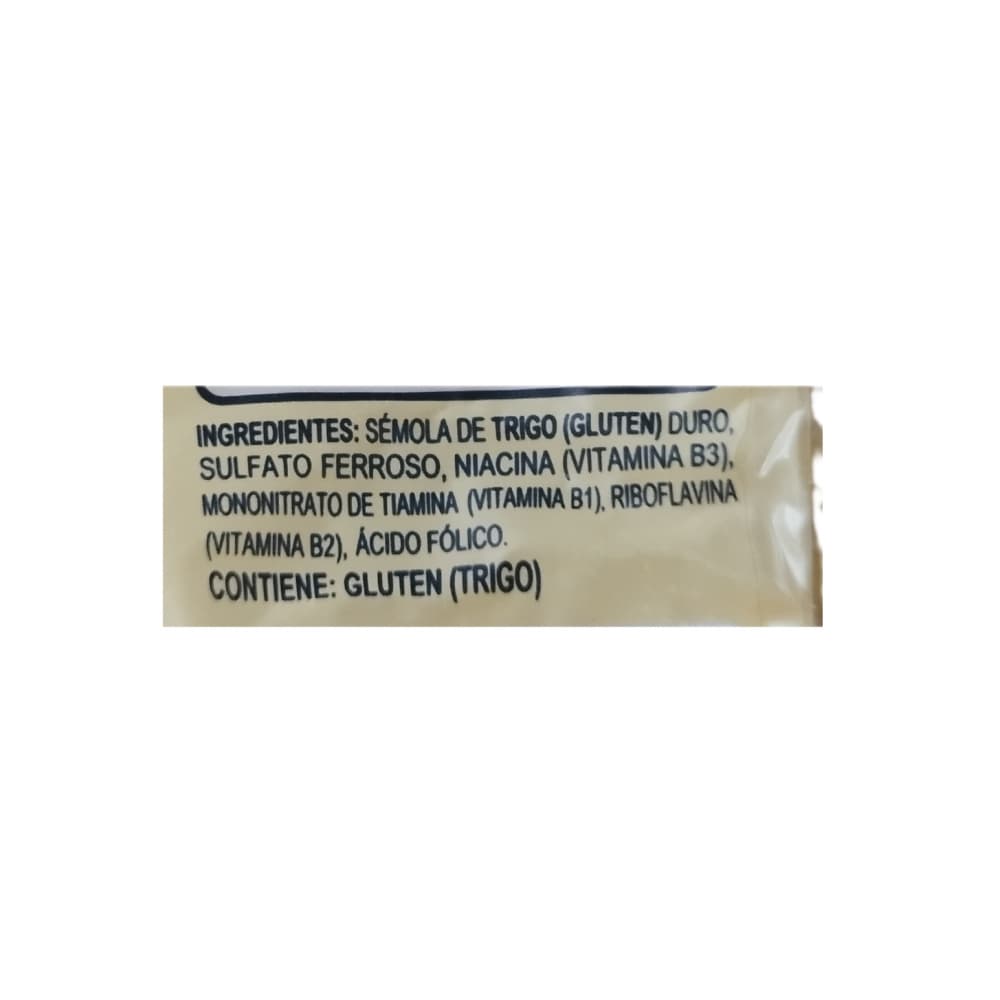 INGREDIENTES: SÉMOLA DE TRIGO (GLUTEN) DURO,
SULFATO FERROSO, NIACINA (VITAMINA B3),
MONONITRATO DE TIAMINA (VITAMINA B1), RIBOFLAVINA
(VITAMINA B2), ÁCIDO FÓLICO.
CONTIENE: GLUTEN (TRIGO)